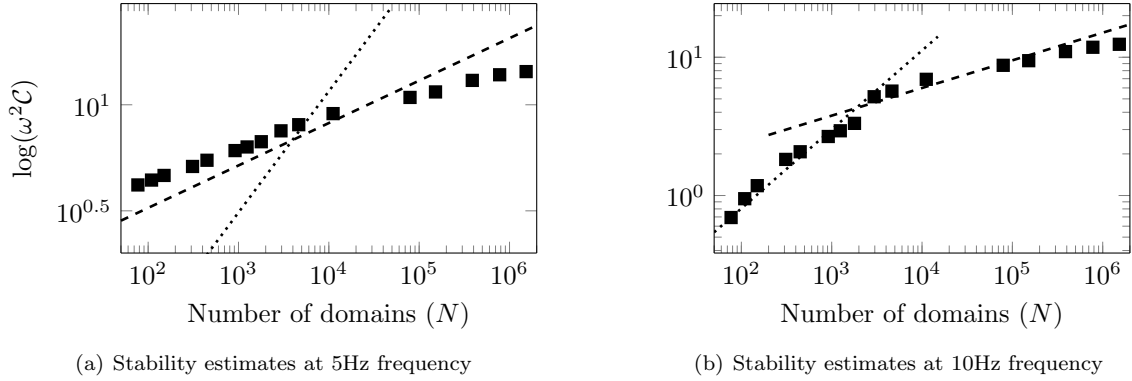 10^1
10^0.5
log(ω²𝒞)
10^2 10^3 10^4 10^5 10^6
Number of domains (N)
(a) Stability estimates at 5Hz frequency
10^1
10^0
10^2 10^3 10^4 10^5 10^6
Number of domains (N)
(b) Stability estimates at 10Hz frequency